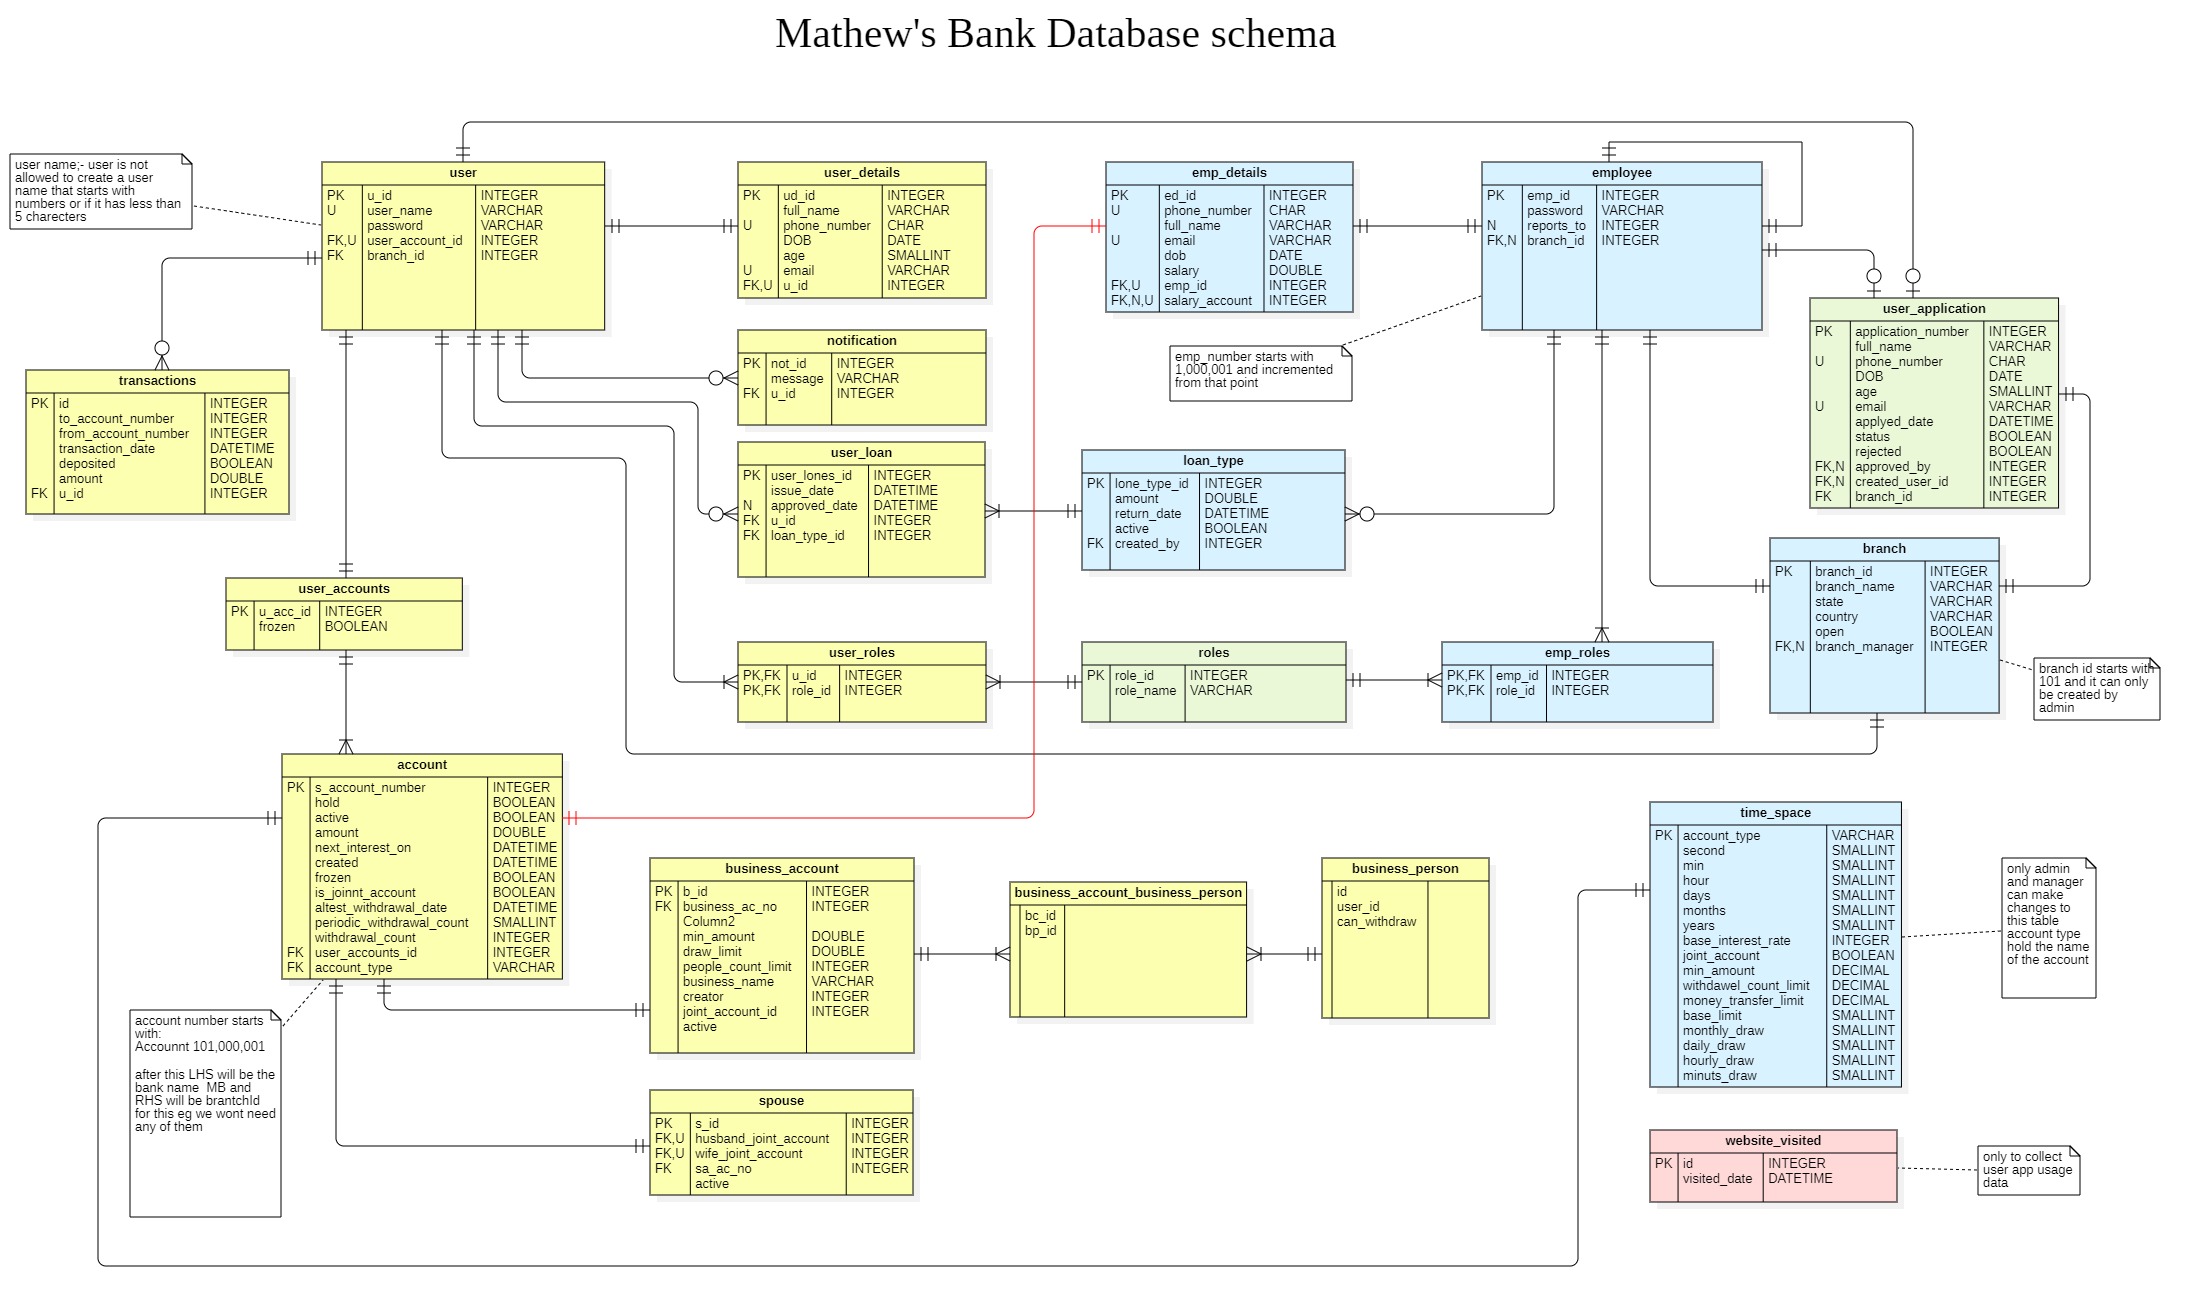 Mathew's Bank Database schema
user name;- user is not
allowed to create a user
name that starts with
numbers or if it has less than
5 charecters
user
PK u_id INTEGER
U user_name VARCHAR
password VARCHAR
FK,U user_account_id INTEGER
FK branch_id INTEGER
user_details
PK ud_id INTEGER
full_name VARCHAR
U phone_number CHAR
DOB DATE
age SMALLINT
U email VARCHAR
FK,U u_id INTEGER
emp_details
PK ed_id INTEGER
U phone_number CHAR
full_name VARCHAR
U email VARCHAR
dob DATE
salary DOUBLE
FK,U emp_id INTEGER
FK,N,U salary_account INTEGER
employee
PK emp_id INTEGER
password VARCHAR
N reports_to INTEGER
FK,N branch_id INTEGER
user_application
PK application_number INTEGER
full_name VARCHAR
U phone_number CHAR
DOB DATE
age SMALLINT
U email VARCHAR
applyed_date DATETIME
status BOOLEAN
rejected BOOLEAN
FK,N approved_by INTEGER
FK,N created_user_id INTEGER
FK branch_id INTEGER
transactions
PK id INTEGER
to_account_number INTEGER
from_account_number INTEGER
transaction_date DATETIME
deposited BOOLEAN
amount DOUBLE
FK u_id INTEGER
notification
PK not_id INTEGER
message VARCHAR
FK u_id INTEGER
emp_number starts with
1,000,001 and incremented
from that point
user_loan
PK user_lones_id INTEGER
issue_date DATETIME
N approved_date DATETIME
FK u_id INTEGER
FK loan_type_id INTEGER
loan_type
PK lone_type_id INTEGER
amount DOUBLE
return_date DATETIME
active BOOLEAN
FK created_by INTEGER
branch
PK branch_id INTEGER
branch_name VARCHAR
state VARCHAR
country VARCHAR
open BOOLEAN
FK,N branch_manager INTEGER
branch id starts with
101 and it can only
be created by
admin
user_accounts
PK u_acc_id INTEGER
frozen BOOLEAN
user_roles
PK,FK u_id INTEGER
PK,FK role_id INTEGER
roles
PK role_id INTEGER
role_name VARCHAR
emp_roles
PK,FK emp_id INTEGER
PK,FK role_id INTEGER
account
PK s_account_number INTEGER
hold BOOLEAN
active BOOLEAN
amount DOUBLE
next_interest_on DATETIME
created DATETIME
frozen BOOLEAN
is_joinnt_account BOOLEAN
altest_withdrawal_date DATETIME
periodic_withdrawal_count SMALLINT
withdrawal_count INTEGER
FK user_accounts_id INTEGER
FK account_type VARCHAR
business_account
PK b_id INTEGER
FK business_ac_no INTEGER
Column2
min_amount DOUBLE
draw_limit DOUBLE
people_count_limit INTEGER
business_name VARCHAR
creator INTEGER
joint_account_id INTEGER
active
business_account_business_person
bc_id
bp_id
business_person
id
user_id
can_withdraw
time_space
PK account_type VARCHAR
second SMALLINT
min SMALLINT
hour SMALLINT
days SMALLINT
months SMALLINT
years SMALLINT
base_interest_rate INTEGER
joint_account BOOLEAN
min_amount DECIMAL
withdawel_count_limit DECIMAL
money_transfer_limit DECIMAL
base_limit SMALLINT
monthly_draw SMALLINT
daily_draw SMALLINT
hourly_draw SMALLINT
minuts_draw SMALLINT
only admin
and manager
can make
changes to
this table
account type
hold the name
of the account
account number starts
with:
Accounnt 101,000,001
after this LHS will be the
bank name MB and
RHS will be brantchId
for this eg we wont need
any of them
spouse
PK s_id INTEGER
FK,U husband_joint_account INTEGER
FK,U wife_joint_account INTEGER
FK sa_ac_no INTEGER
active
website_visited
PK id INTEGER
visited_date DATETIME
only to collect
user app usage
data